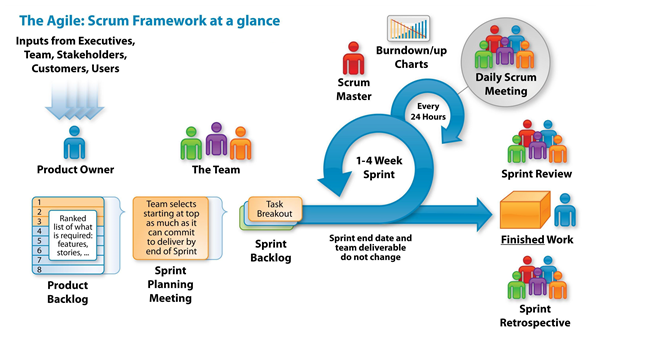 The Agile: Scrum Framework at a glance
Inputs from Executives,
Team, Stakeholders,
Customers, Users
Product Owner
The Team
1
2
3
4
5
6
7
8
Ranked
list of what
is required:
features,
stories, ...
Product
Backlog
Team selects
starting at top
as much as it
can commit
to deliver by
end of Sprint
Sprint
Planning
Meeting
Task
Breakout
Sprint
Backlog
Scrum
Master
Burndown/up
Charts
Every
24 Hours
Daily Scrum
Meeting
1-4 Week
Sprint
Sprint end date and
team deliverable
do not change
Sprint Review
Finished Work
Sprint
Retrospective